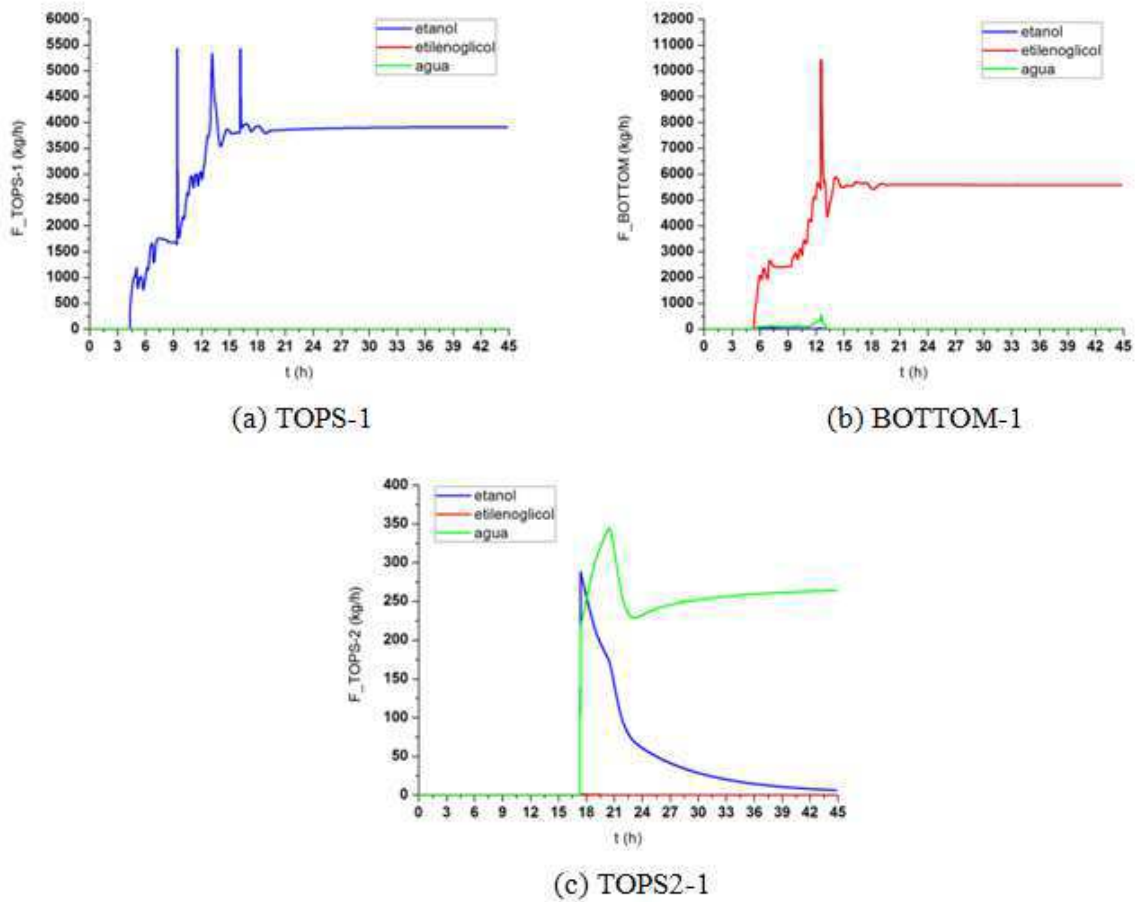 6000
5500
5000
4500
4000
3500
3000
2500
2000
1500
1000
500
0
F_TOPS-1 (kg/h)
etanol
etilenoglicol
agua
0 3 6 9 12 15 18 21 24 27 30 33 36 39 42 45
t (h)
(a) TOPS-1
12000
11000
10000
9000
8000
7000
6000
5000
4000
3000
2000
1000
0
F_BOTTOM (kg/h)
etanol
etilenoglicol
agua
0 3 6 9 12 15 18 21 24 27 30 33 36 39 42 45
t (h)
(b) BOTTOM-1
400
350
300
250
200
150
100
50
0
F_TOPS-2 (kg/h)
etanol
etilenoglicol
agua
0 3 6 9 12 15 18 21 24 27 30 33 36 39 42 45
t (h)
(c) TOPS2-1